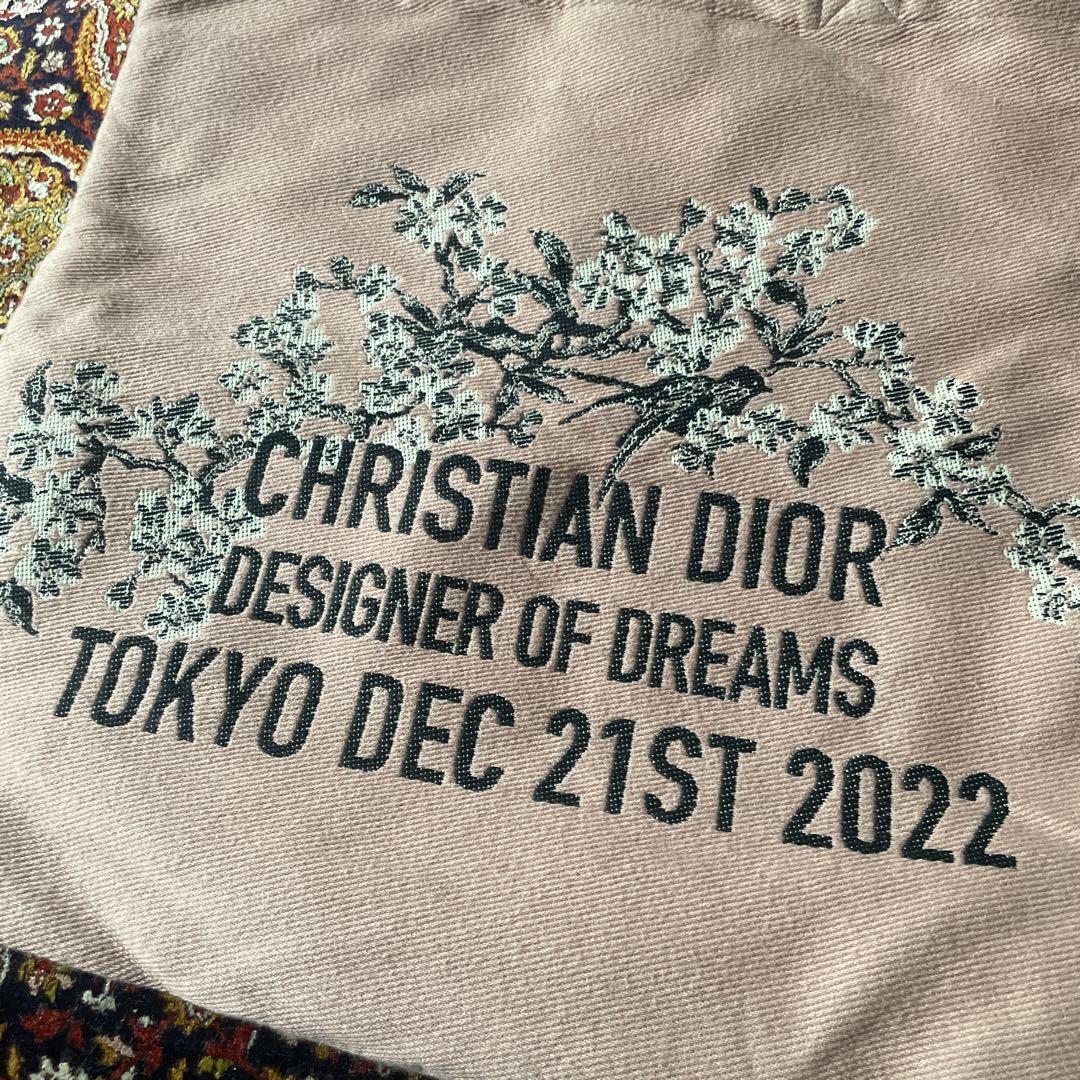 CHRISTIAN DIOR
DESIGNER OF DREAMS
TOKYO DEC 21ST 2022